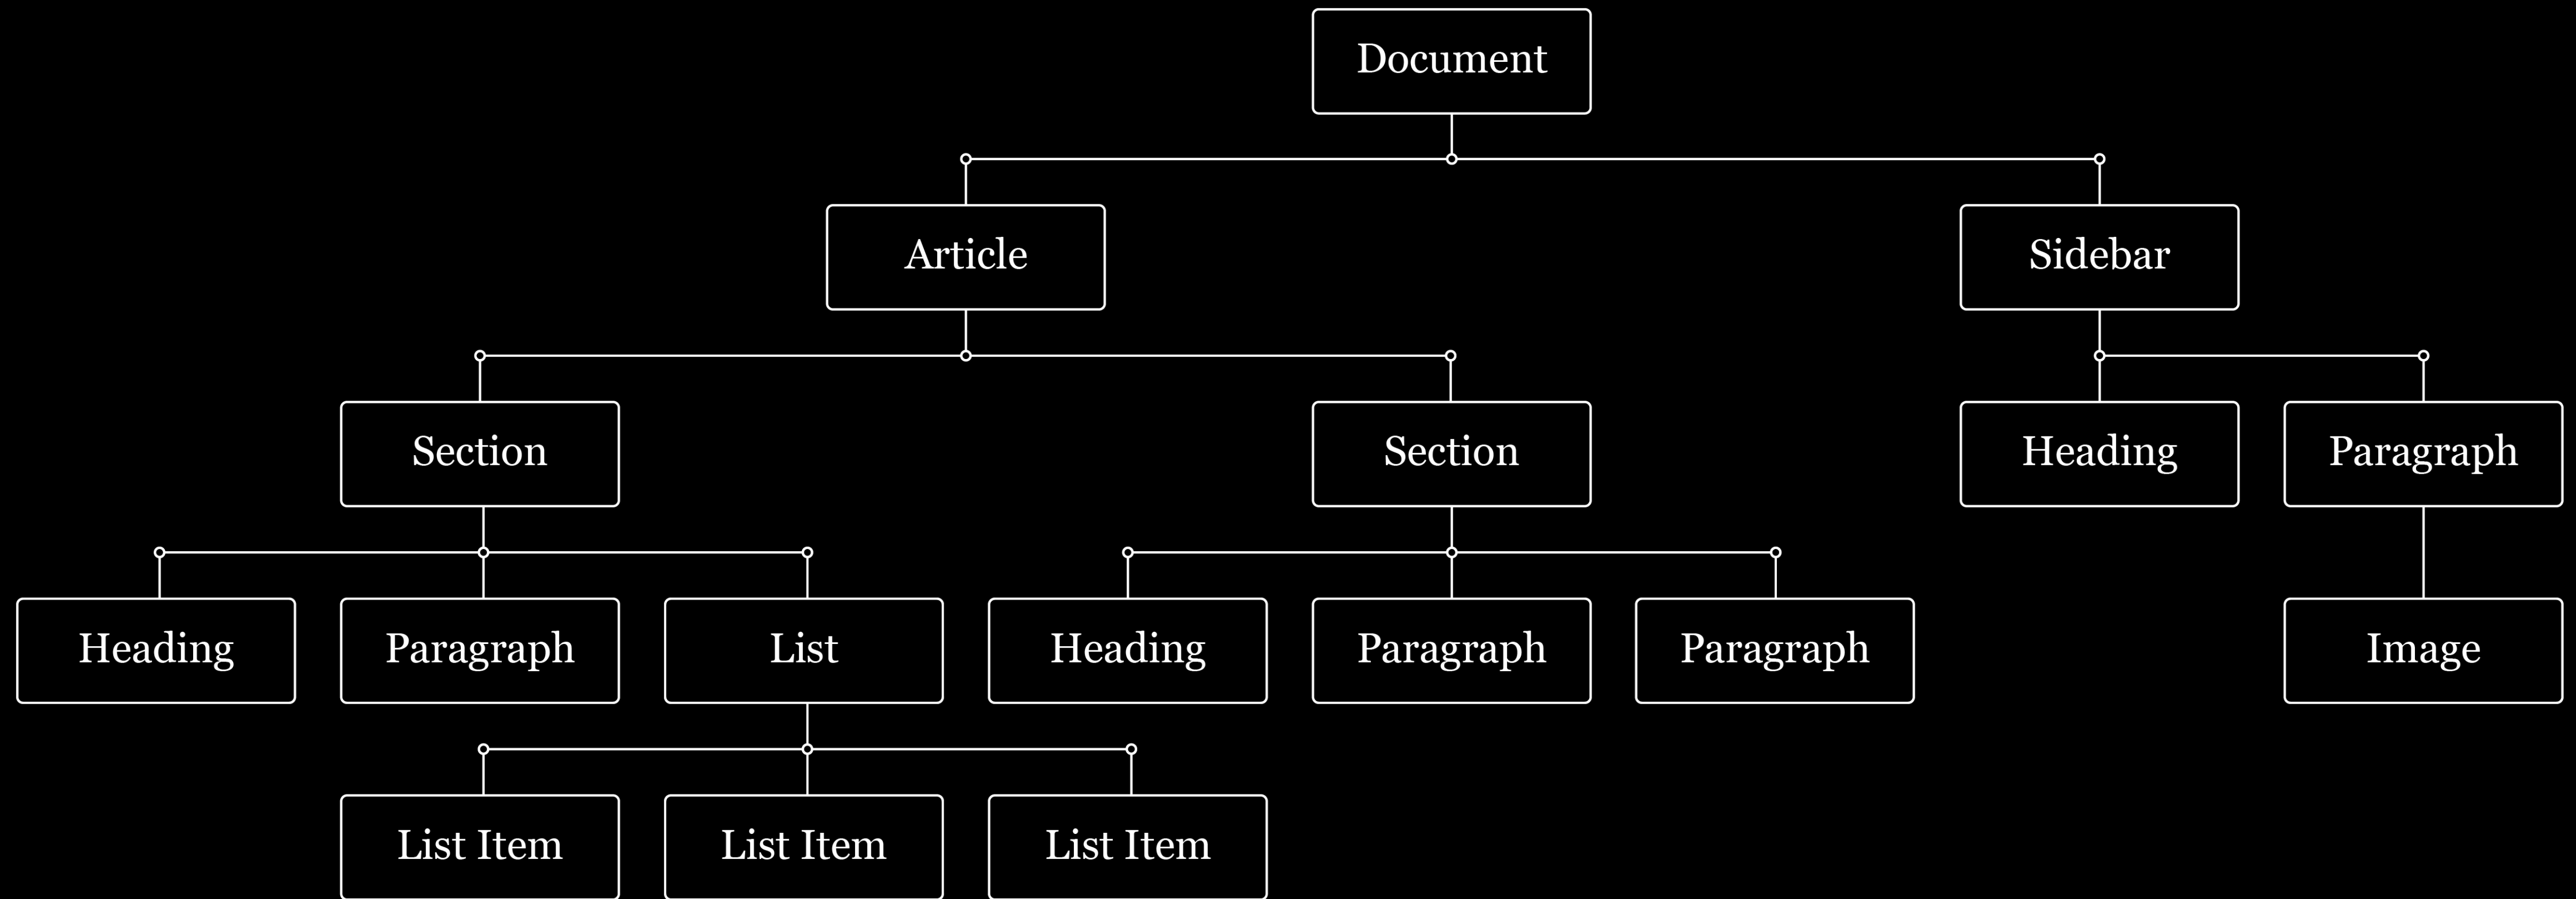 Document
Article
Sidebar
Section
Section
Heading
Paragraph
Heading
Paragraph
List
Heading
Paragraph
Paragraph
Image
List Item
List Item
List Item